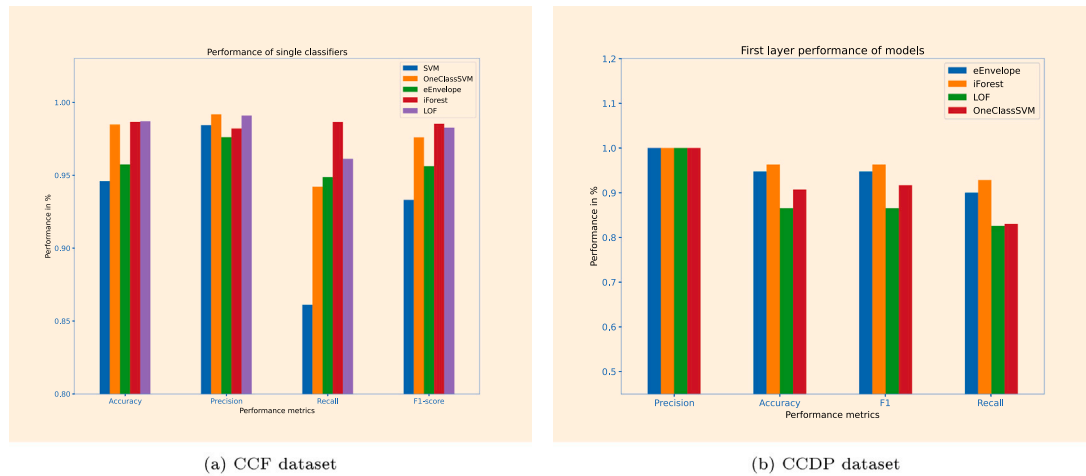 Performance of single classifiers
SVM
OneClassSVM
eEnvelope
iForest
LOF
1.00
0.95
0.90
0.85
0.80
Performance in %
Accuracy
Precision
Recall
F1-score
Performance metrics
(a) CCF dataset
First layer performance of models
eEnvelope
iForest
LOF
OneClassSVM
1.2
1.1
1.0
0.9
0.8
0.7
0.6
0.5
Performance in %
Precision
Accuracy
F1
Recall
Performance metrics
(b) CCDP dataset